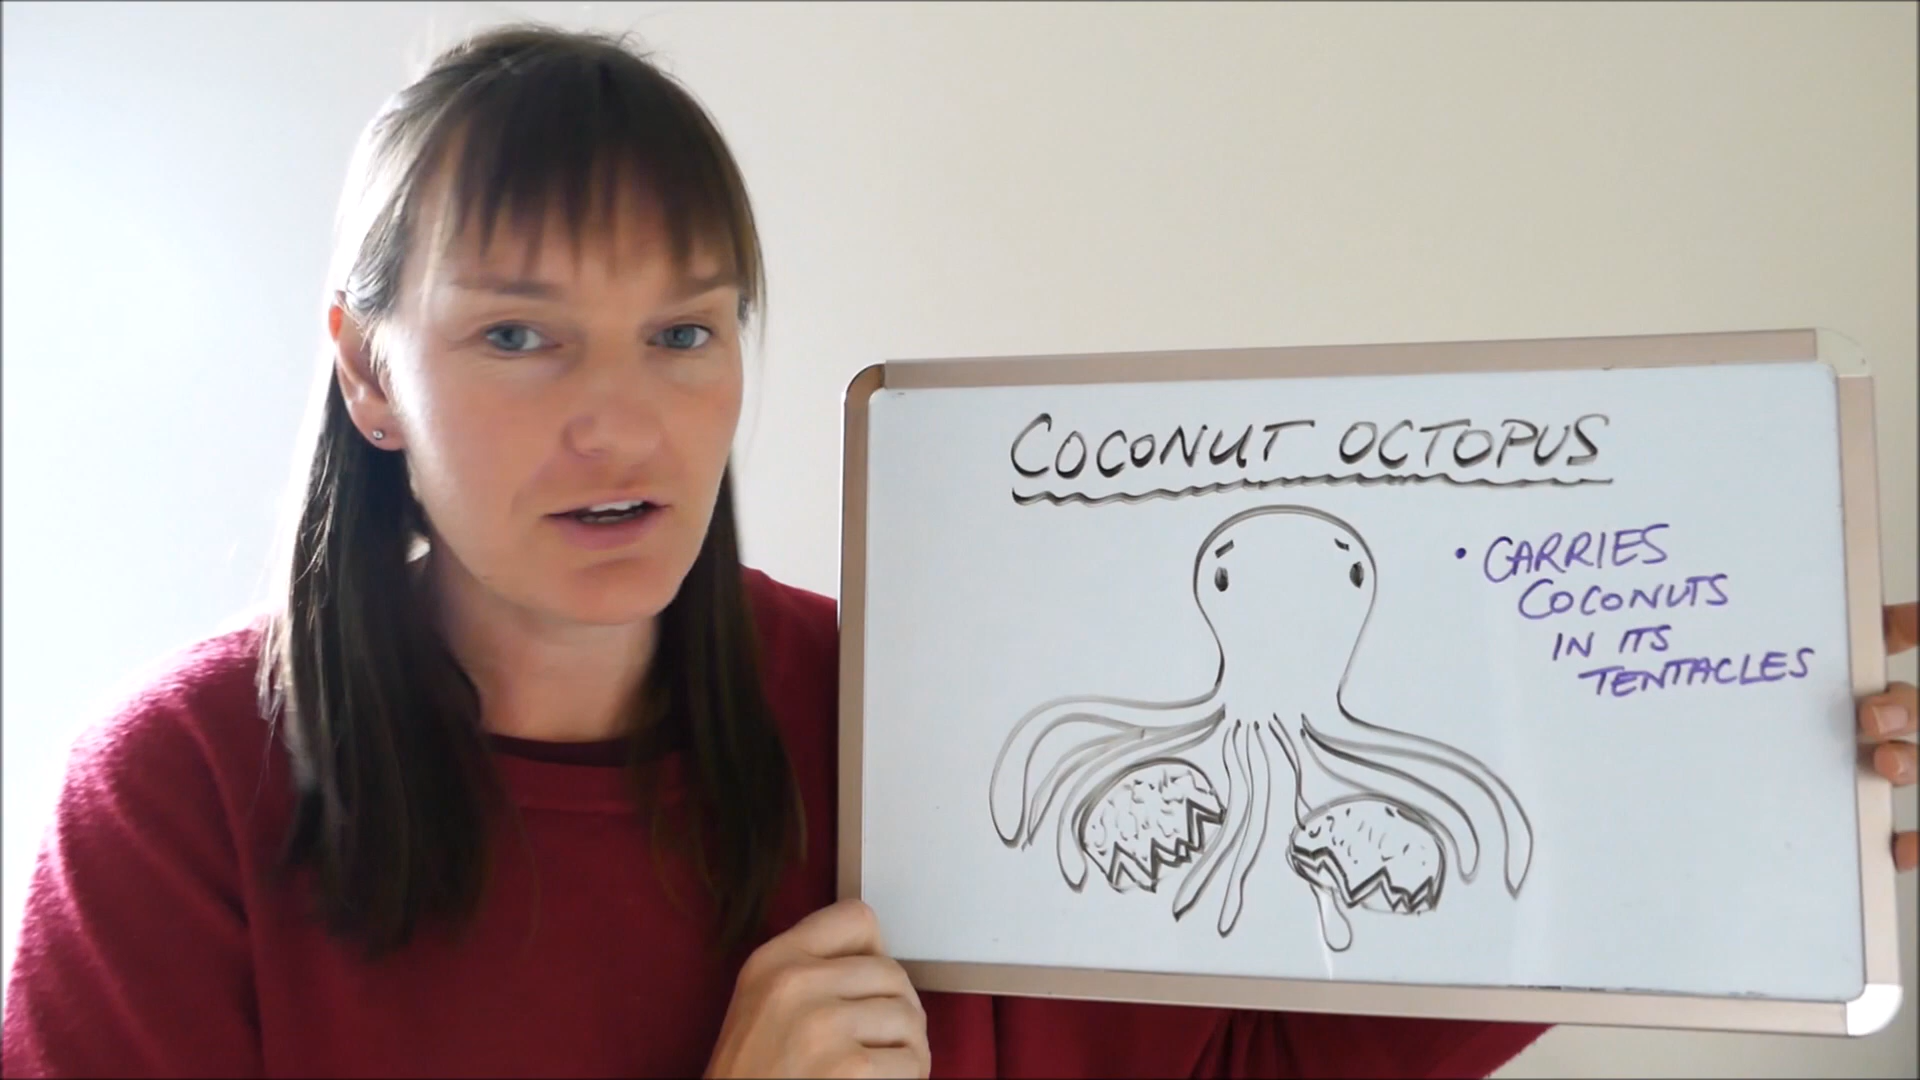 COCONUT OCTOPUS
• CARRIES
COCONUTS
IN ITS
TENTACLES